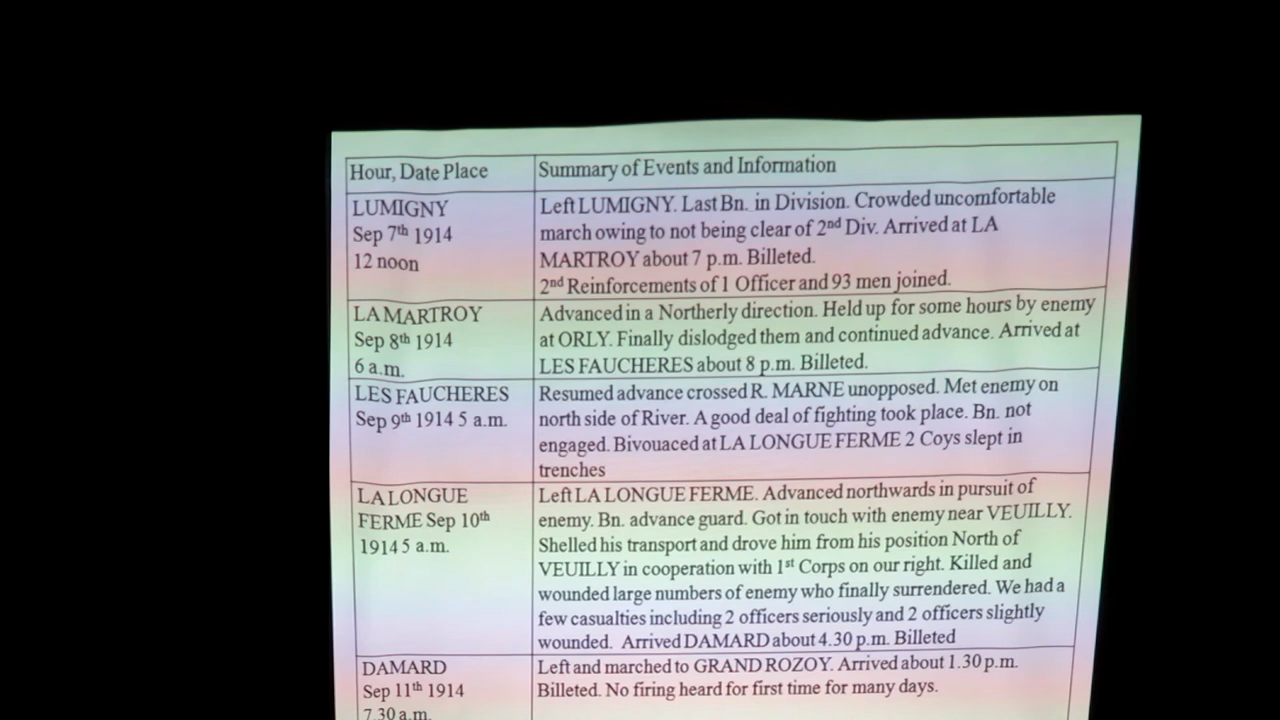 Hour, Date Place
Summary of Events and Information
LUMIGNY
Sep 7th 1914
12 noon
Left LUMIGNY. Last Bn. in Division. Crowded uncomfortable
march owing to not being clear of 2nd Div. Arrived at LA
MARTROY about 7 p.m. Billeted.
2nd Reinforcements of 1 Officer and 93 men joined.
LA MARTROY
Sep 8th 1914
6 a.m.
Advanced in a Northerly direction. Held up for some hours by enemy
at ORLY. Finally dislodged them and continued advance. Arrived at
LES FAUCHERES about 8 p.m. Billeted.
LES FAUCHERES
Sep 9th 1914 5 a.m.
Resumed advance crossed R. MARNE unopposed. Met enemy on
north side of River. A good deal of fighting took place. Bn. not
engaged. Bivouaced at LA LONGUE FERME 2 Coys slept in
trenches
LA LONGUE
FERME Sep 10th
1914 5 a.m.
Left LA LONGUE FERME. Advanced northwards in pursuit of
enemy. Bn. advance guard. Got in touch with enemy near VEUILLY.
Shelled his transport and drove him from his position North of
VEUILLY in cooperation with 1st Corps on our right. Killed and
wounded large numbers of enemy who finally surrendered. We had a
few casualties including 2 officers seriously and 2 officers slightly
wounded. Arrived DAMARD about 4.30 p.m. Billeted
DAMARD
Sep 11th 1914
7.30 a.m.
Left and marched to GRAND ROZOY. Arrived about 1.30 p.m.
Billeted. No firing heard for first time for many days.